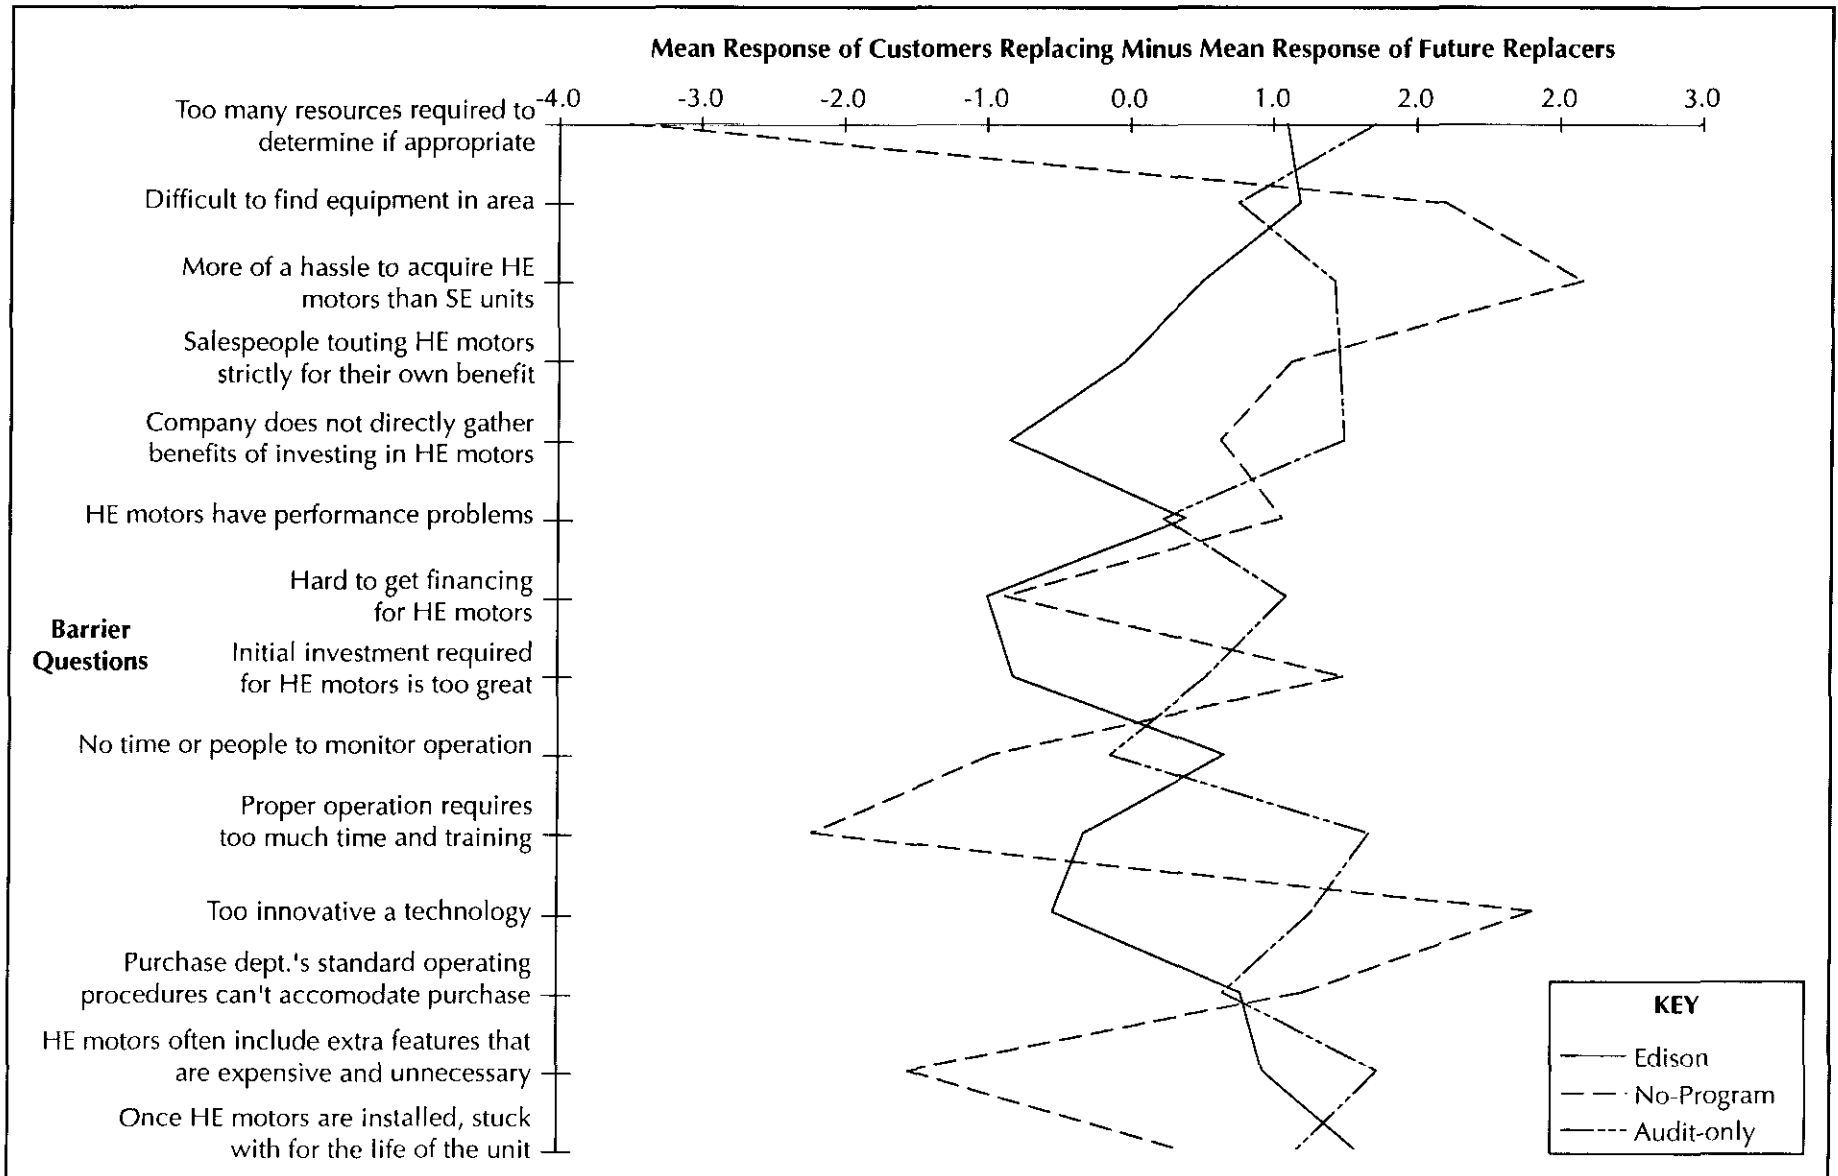 Mean Response of Customers Replacing Minus Mean Response of Future Replacers
-4.0 -3.0 -2.0 -1.0 0.0 1.0 2.0 2.0 3.0
Too many resources required to
determine if appropriate
Difficult to find equipment in area
More of a hassle to acquire HE
motors than SE units
Salespeople touting HE motors
strictly for their own benefit
Company does not directly gather
benefits of investing in HE motors
HE motors have performance problems
Hard to get financing
for HE motors
Barrier
Questions
Initial investment required
for HE motors is too great
No time or people to monitor operation
Proper operation requires
too much time and training
Too innovative a technology
Purchase dept.'s standard operating
procedures can't accomodate purchase
HE motors often include extra features that
are expensive and unnecessary
Once HE motors are installed, stuck
with for the life of the unit
KEY
Edison
No-Program
Audit-only